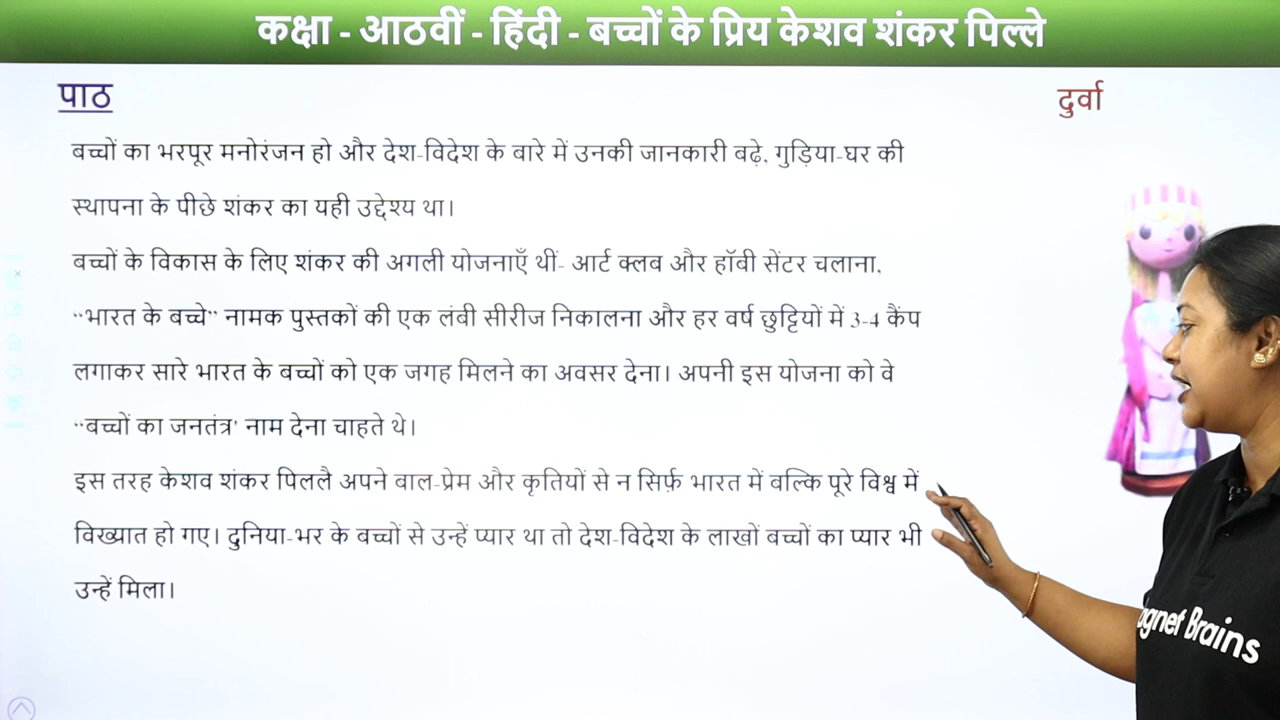 कक्षा - आठवीं - हिंदी - बच्चों के प्रिय केशव शंकर पिल्ले
पाठ
दुर्वा
बच्चों का भरपूर मनोरंजन हो और देश-विदेश के बारे में उनकी जानकारी बढ़े, गुड़िया-घर की
स्थापना के पीछे शंकर का यही उद्देश्य था।
बच्चों के विकास के लिए शंकर की अगली योजनाएँ थीं- आर्ट क्लब और हॉबी सेंटर चलाना,
“भारत के बच्चे” नामक पुस्तकों की एक लंबी सीरीज निकालना और हर वर्ष छुट्टियों में 3-4 कैंप
लगाकर सारे भारत के बच्चों को एक जगह मिलने का अवसर देना। अपनी इस योजना को वे
“बच्चों का जनतंत्र' नाम देना चाहते थे।
इस तरह केशव शंकर पिललै अपने बाल-प्रेम और कृतियों से न सिर्फ़ भारत में बल्कि पूरे विश्व में
विख्यात हो गए। दुनिया-भर के बच्चों से उन्हें प्यार था तो देश-विदेश के लाखों बच्चों का प्यार भी
उन्हें मिला।
agnet Brains